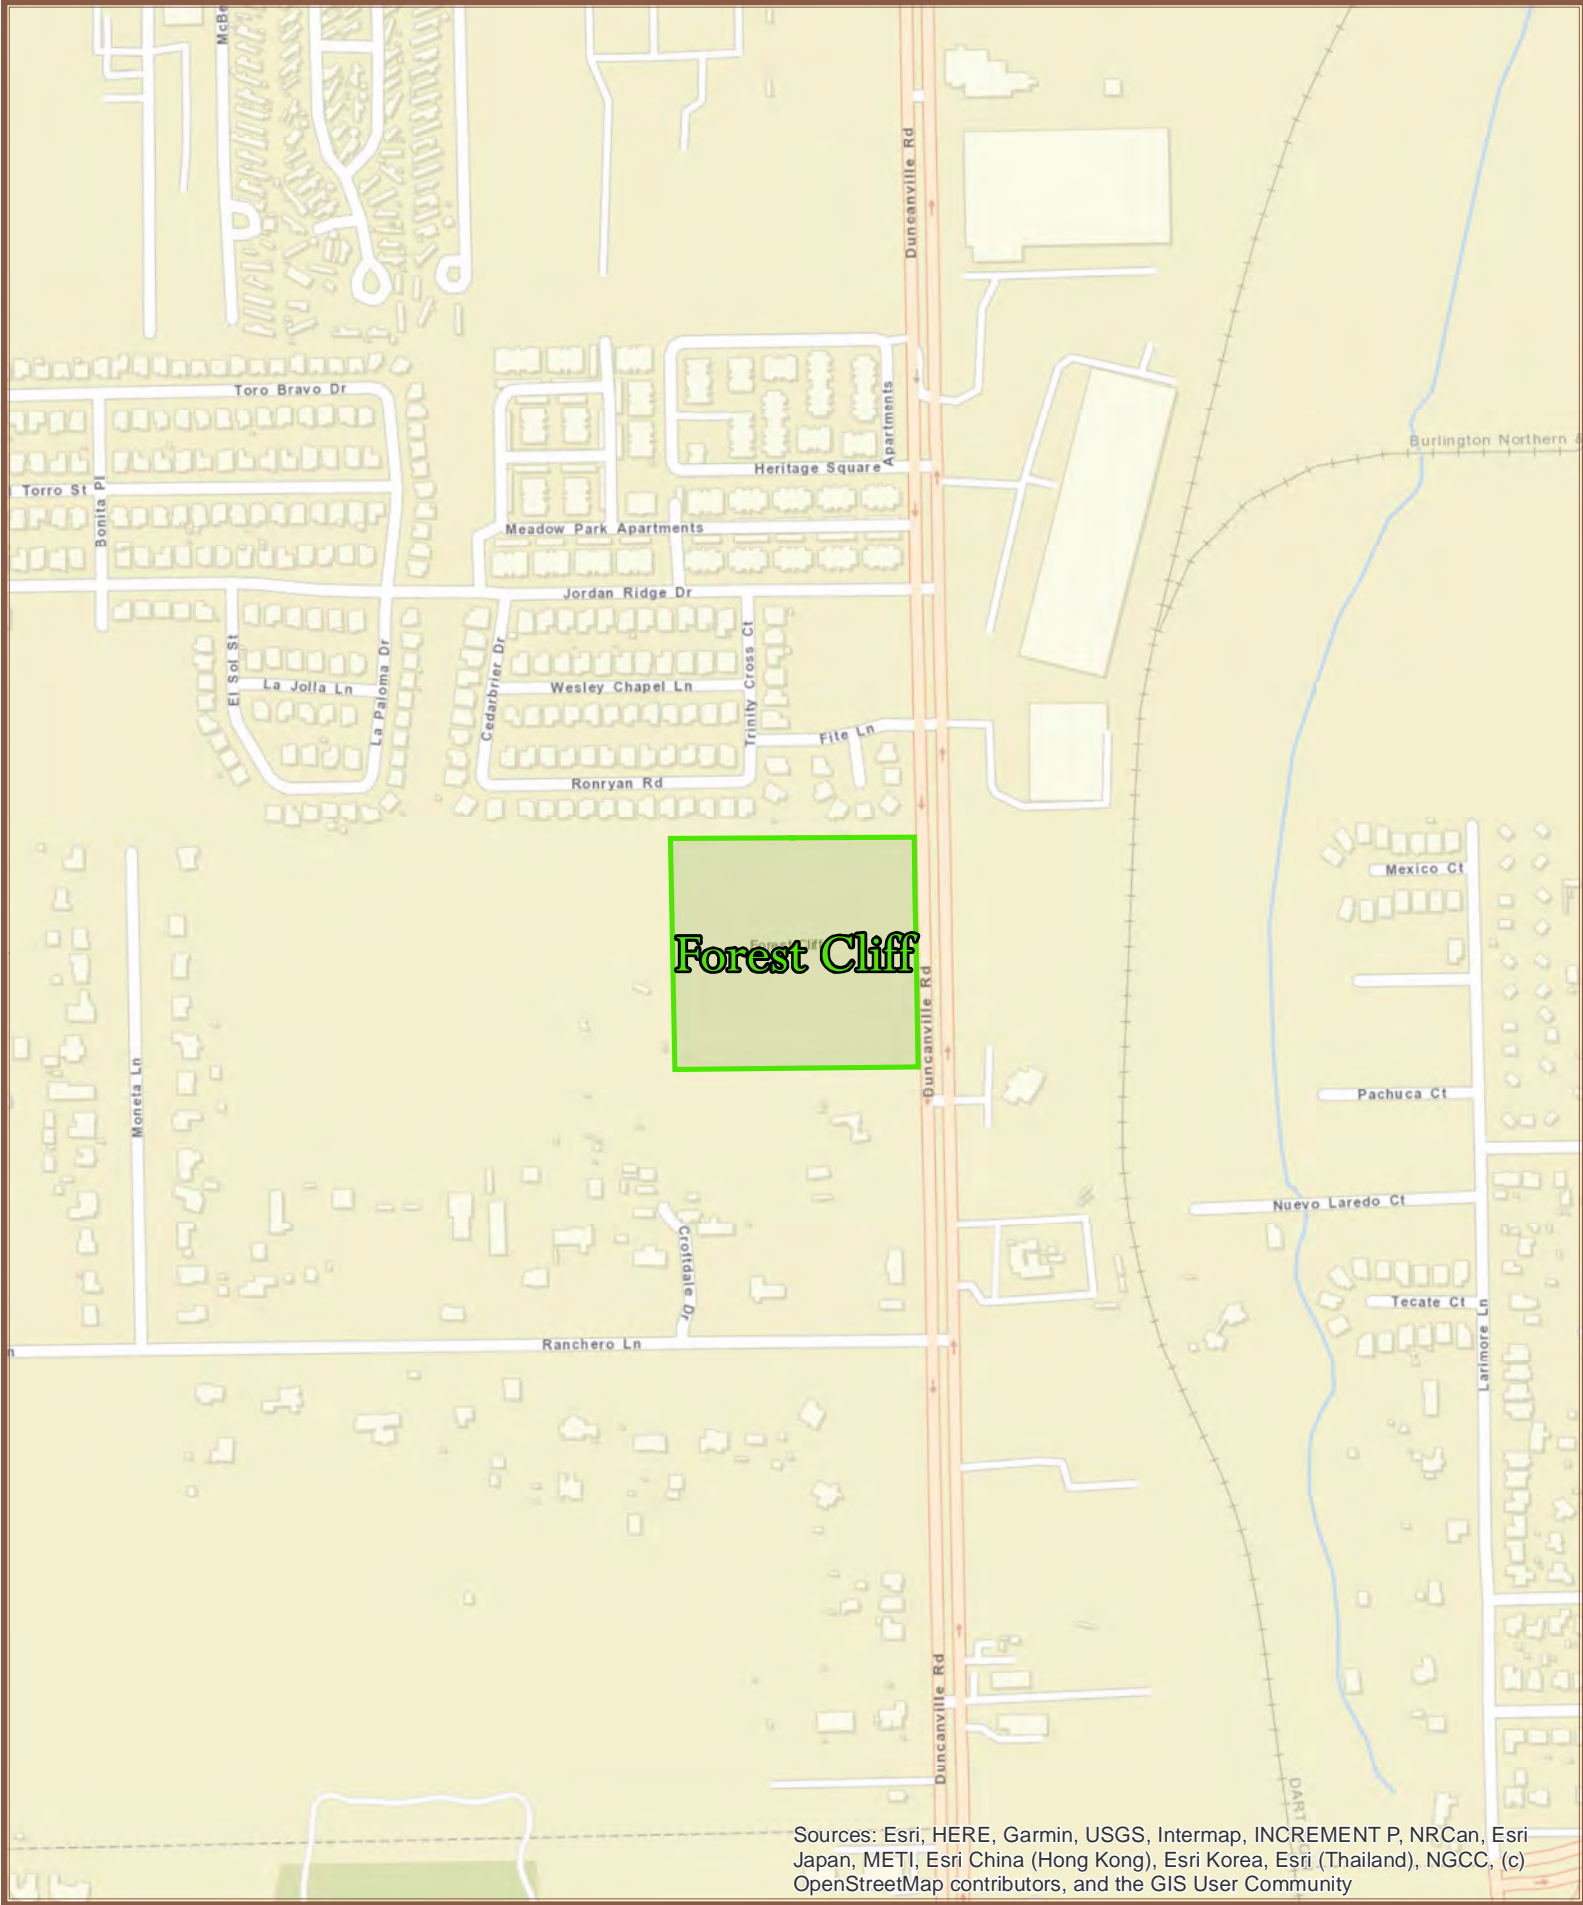 McBe
Duncanville Rd
Toro Bravo Dr
Apartments
Burlington Northern &
Heritage Square
Torro St
Bonita Pl
Meadow Park Apartments
Jordan Ridge Dr
El Sol St
La Paloma Dr
Cedarbrier Dr
Trinity Cross Ct
La Jolla Ln
Wesley Chapel Ln
Fite Ln
Ronryan Rd
Mexico Ct
Forest Cliff
Forest Cliff
Duncanville Rd
Moneta Ln
Pachuca Ct
Nuevo Laredo Ct
Croftdale Dr
Tecate Ct
Larimore Ln
Ranchero Ln
n
Duncanville Rd
DART
Sources: Esri, HERE, Garmin, USGS, Intermap, INCREMENT P, NRCan, Esri
Japan, METI, Esri China (Hong Kong), Esri Korea, Esri (Thailand), NGCC, (c)
OpenStreetMap contributors, and the GIS User Community